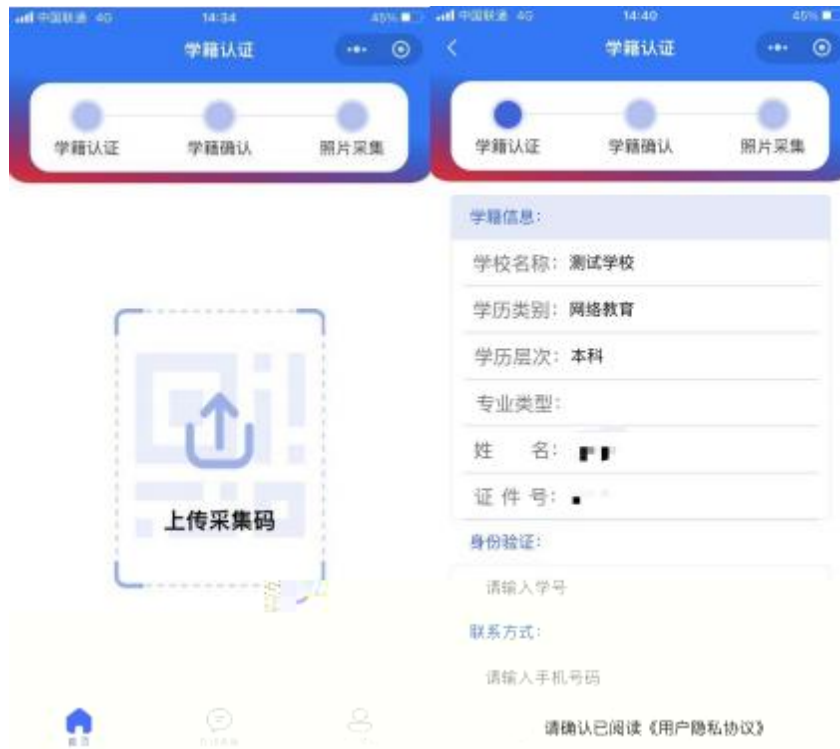 中国联通 4G 14:34 45%
学籍认证
学籍认证 学籍确认 照片采集
上传采集码
首页
中国联通 4G 14:40 45%
学籍认证
学籍认证 学籍确认 照片采集
学籍信息：
学校名称： 测试学校
学历类别： 网络教育
学历层次： 本科
专业类型：
姓 名：
证 件 号：
身份验证：
请输入学号
联系方式：
请输入手机号码
请确认已阅读《用户隐私协议》